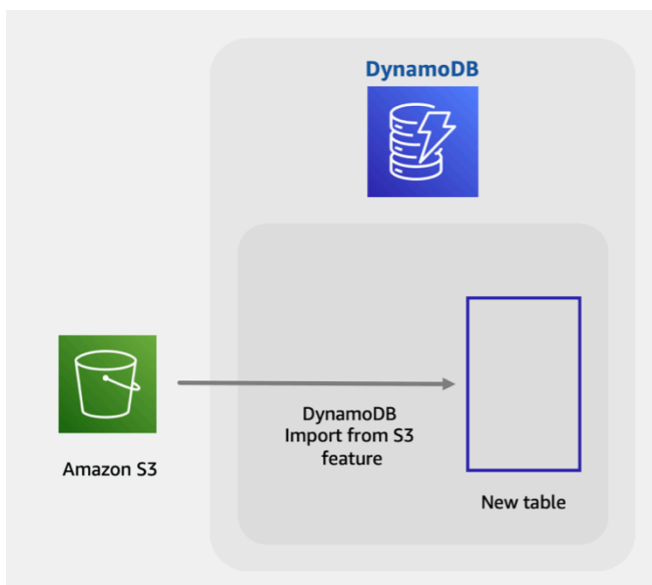 DynamoDB
DynamoDB
Import from S3
feature
Amazon S3
New table